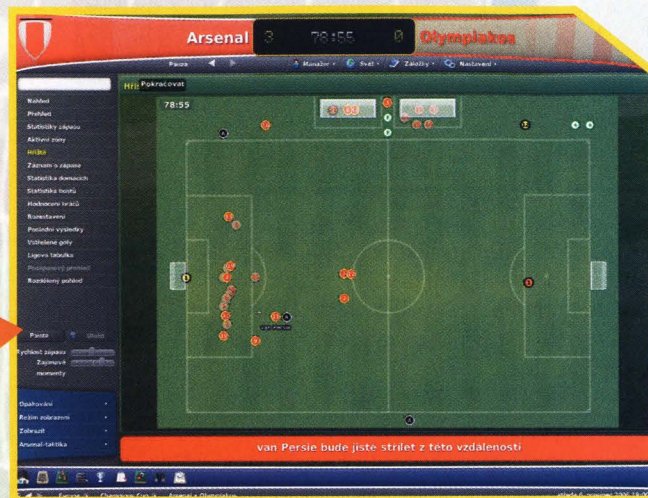 Arsenal 3 78:55 0 Olympiakos
Pauza Manažer Svět Záložky Nastavení
Hřiš Pokračovat
78:55
Náhled
Přehled
Statistiky zápasu
Aktivní zóny
Hřiště
Záznam o zápase
Statistika domácích
Statistika hostů
Hodnocení hráčů
Rozestavení
Poslední výsledky
Vstřelené góly
Ligová tabulka
Rozdělený pohled
Pauza
Rychlost zápasu
Zajímavé
momenty
Opakování
Režim zobrazení
Zobrazit
Arsenal-taktika
van Persie bude jistě střílet z této vzdálenosti